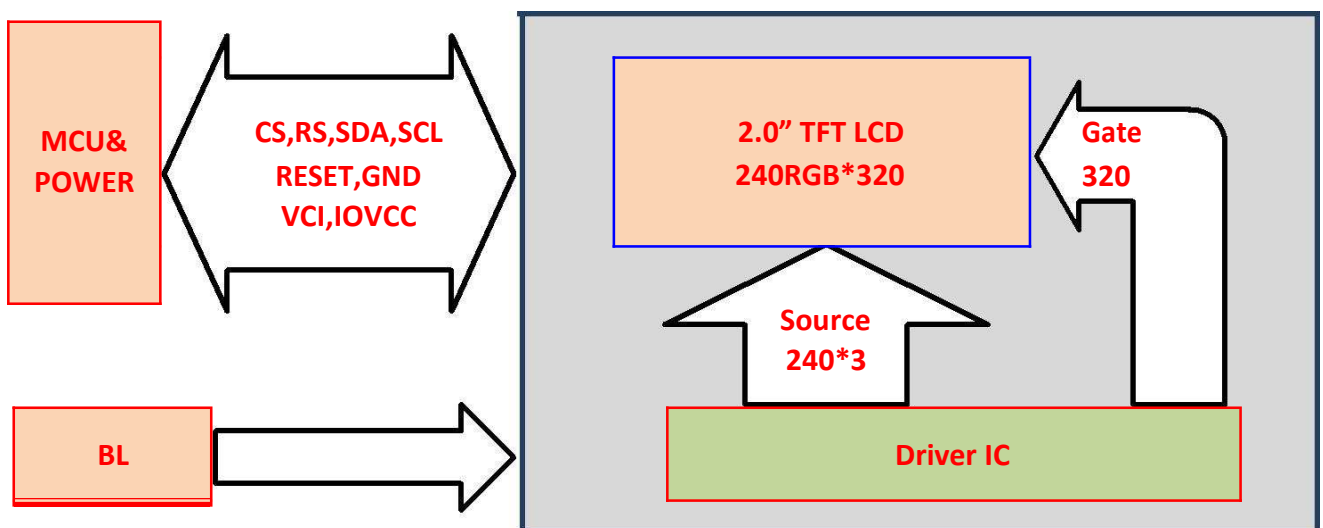 MCU&
POWER
CS,RS,SDA,SCL
RESET,GND
VCI,IOVCC
2.0” TFT LCD
240RGB*320
Gate
320
Source
240*3
BL
Driver IC